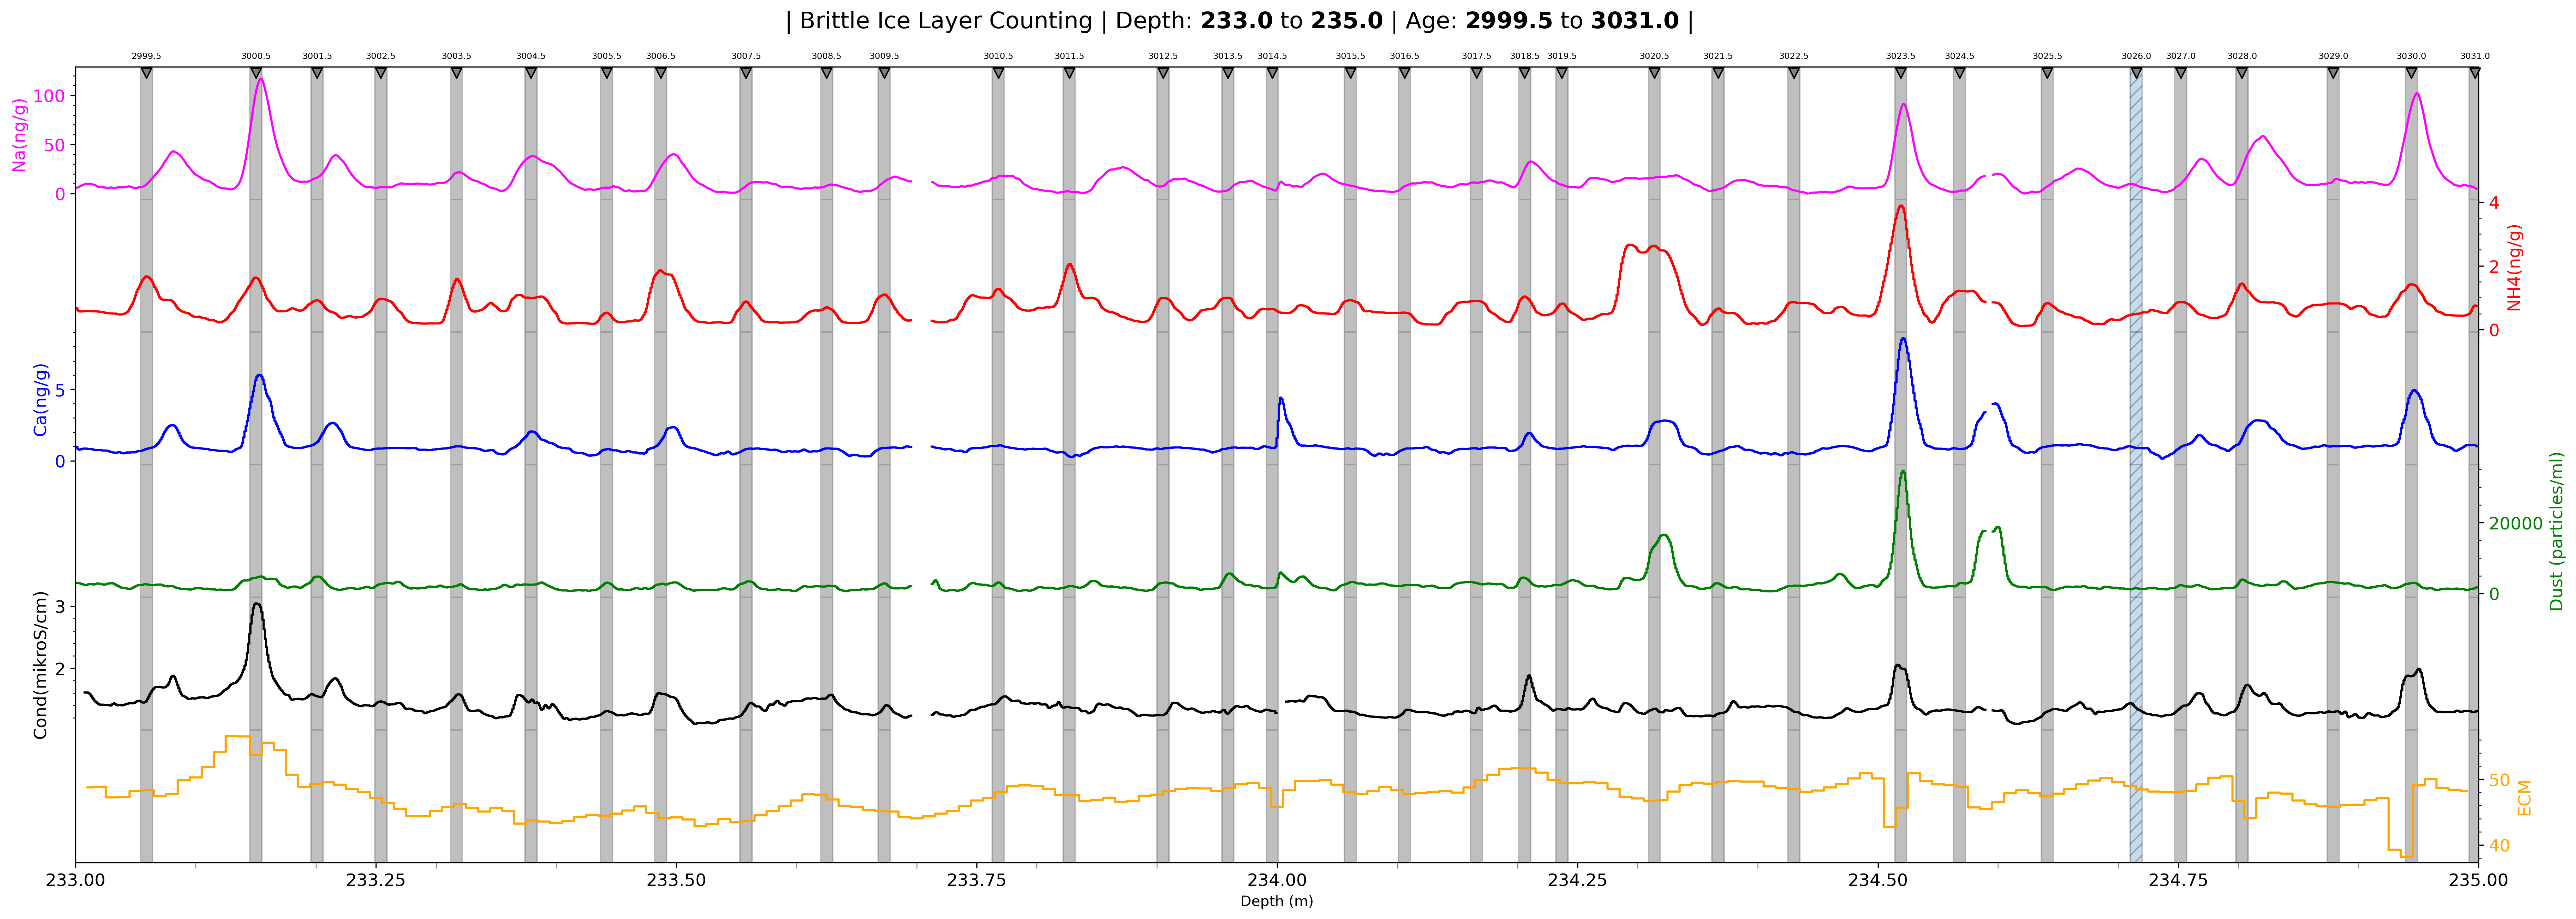 | Brittle Ice Layer Counting | Depth: 233.0 to 235.0 | Age: 2999.5 to 3031.0 |
2999.5 3000.5 3001.5 3002.5 3003.5 3004.5 3005.5 3006.5 3007.5 3008.5 3009.5 3010.5 3011.5 3012.5 3013.5 3014.5 3015.5 3016.5 3017.5 3018.5 3019.5 3020.5 3021.5 3022.5 3023.5 3024.5 3025.5 3026.0 3027.0 3028.0 3029.0 3030.0 3031.0
Na(ng/g)
100
50
0
NH4(ng/g)
4
2
0
Ca(ng/g)
5
0
Dust (particles/ml)
20000
0
Cond(mikroS/cm)
3
2
ECM
50
40
233.00 233.25 233.50 233.75 234.00 234.25 234.50 234.75 235.00
Depth (m)